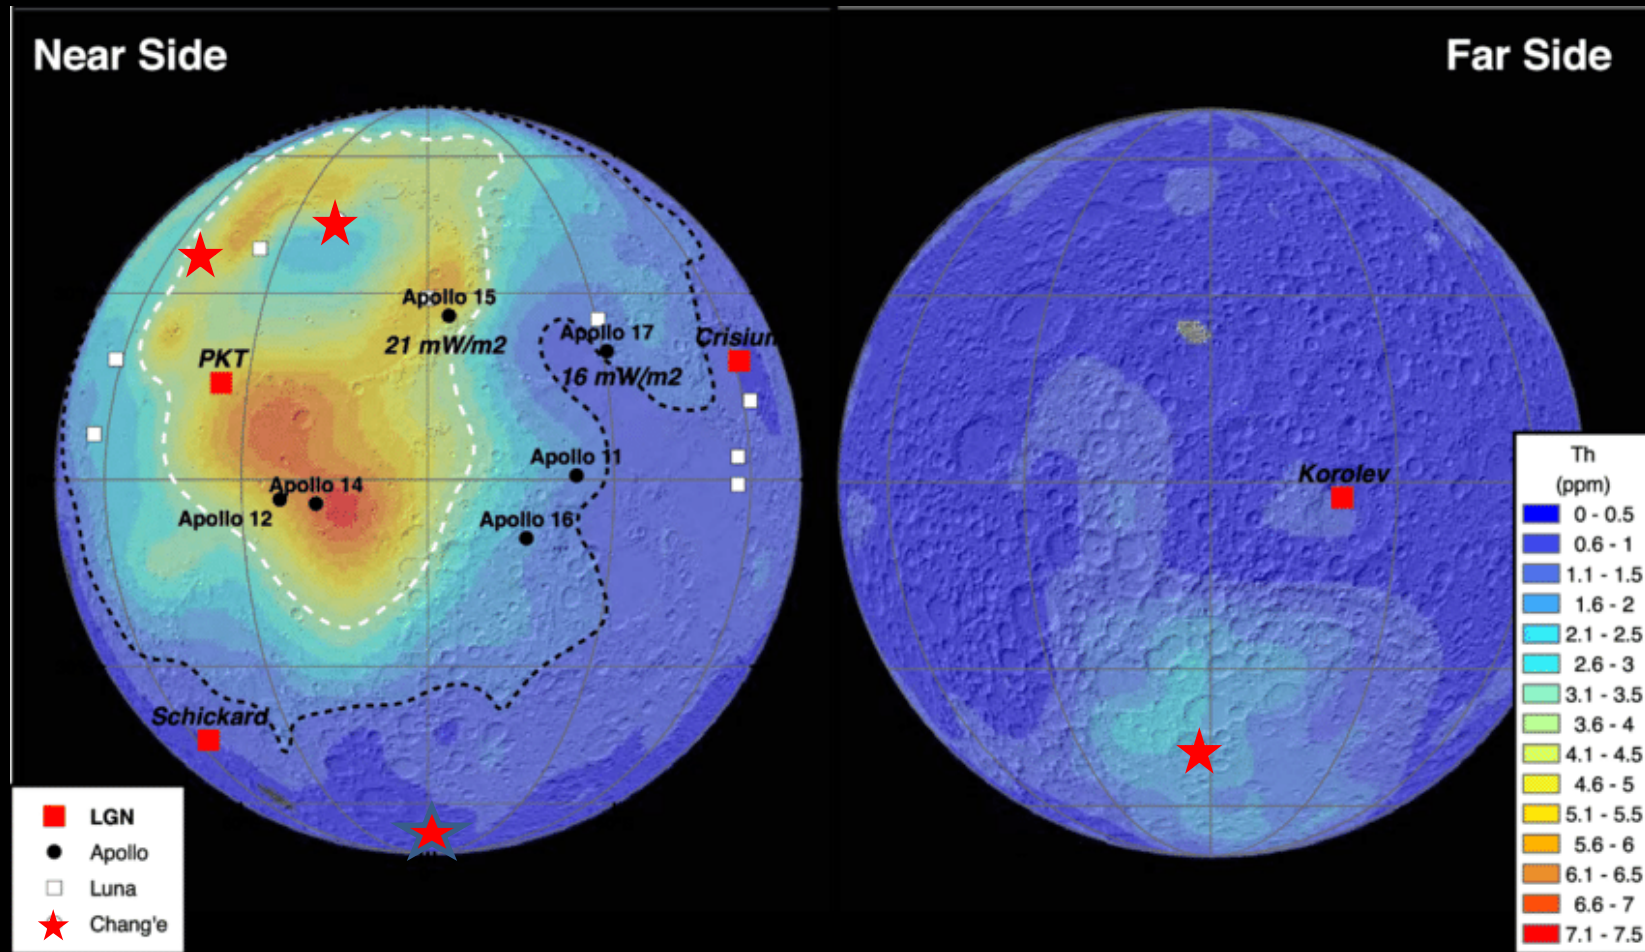 Near Side
Far Side
Apollo 15
21 mW/m2
Apollo 17
Crisium
16 mW/m2
PKT
Apollo 11
Apollo 14
Apollo 12
Apollo 16
Korolev
Schickard
LGN
Apollo
Luna
Chang'e
Th
(ppm)
0 - 0.5
0.6 - 1
1.1 - 1.5
1.6 - 2
2.1 - 2.5
2.6 - 3
3.1 - 3.5
3.6 - 4
4.1 - 4.5
4.6 - 5
5.1 - 5.5
5.6 - 6
6.1 - 6.5
6.6 - 7
7.1 - 7.5